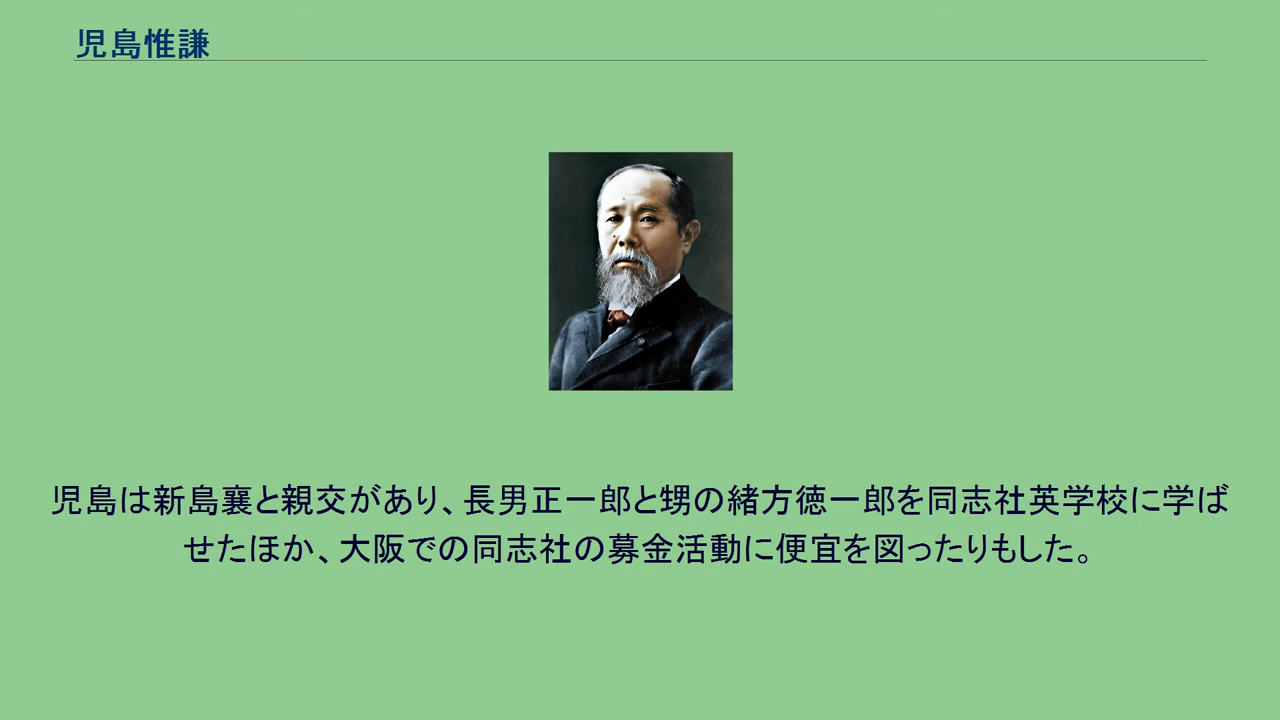 児島惟謙
児島は新島襄と親交があり、長男正一郎と甥の緒方徳一郎を同志社英学校に学ば
せたほか、大阪での同志社の募金活動に便宜を図ったりもした。